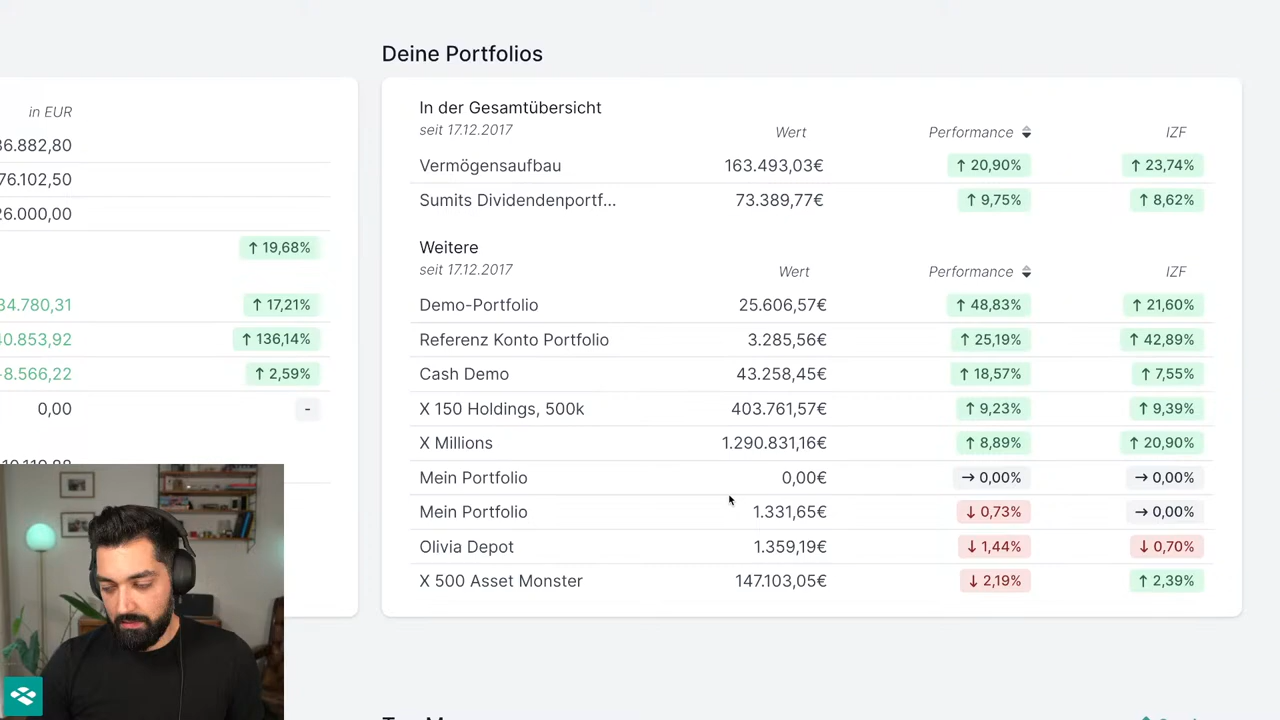 Deine Portfolios
in EUR
36.882,80
76.102,50
26.000,00
↑ 19,68%
34.780,31 ↑ 17,21%
40.853,92 ↑ 136,14%
8.566,22 ↑ 2,59%
0,00 -
In der Gesamtübersicht
seit 17.12.2017 Wert Performance IZF
Vermögensaufbau 163.493,03€ ↑ 20,90% ↑ 23,74%
Sumits Dividendenportf... 73.389,77€ ↑ 9,75% ↑ 8,62%
Weitere
seit 17.12.2017 Wert Performance IZF
Demo-Portfolio 25.606,57€ ↑ 48,83% ↑ 21,60%
Referenz Konto Portfolio 3.285,56€ ↑ 25,19% ↑ 42,89%
Cash Demo 43.258,45€ ↑ 18,57% ↑ 7,55%
X 150 Holdings, 500k 403.761,57€ ↑ 9,23% ↑ 9,39%
X Millions 1.290.831,16€ ↑ 8,89% ↑ 20,90%
Mein Portfolio 0,00€ → 0,00% → 0,00%
Mein Portfolio 1.331,65€ ↓ 0,73% → 0,00%
Olivia Depot 1.359,19€ ↓ 1,44% ↓ 0,70%
X 500 Asset Monster 147.103,05€ ↓ 2,19% ↑ 2,39%